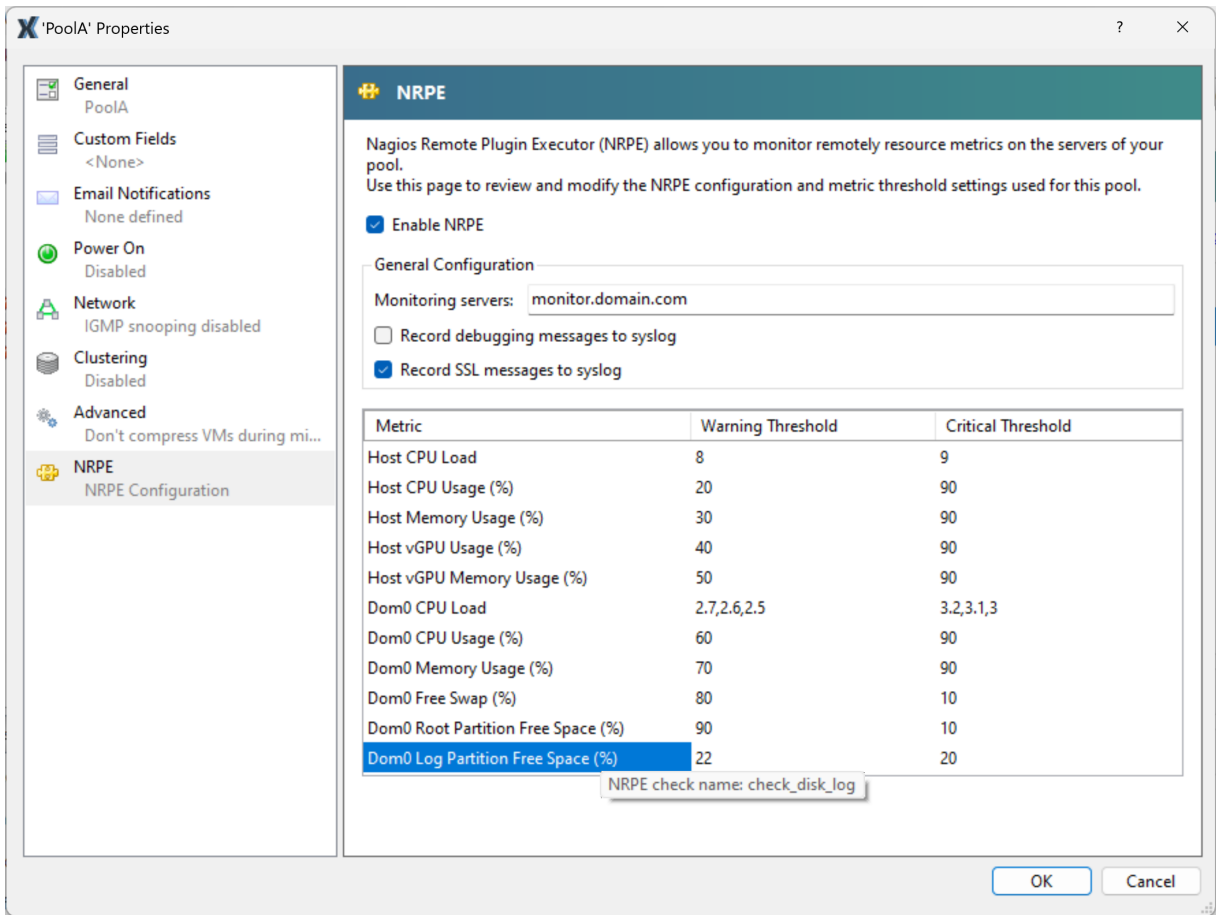 'PoolA' Properties
?
General
PoolA
Custom Fields
<None>
Email Notifications
None defined
Power On
Disabled
Network
IGMP snooping disabled
Clustering
Disabled
Advanced
Don't compress VMs during mi...
NRPE
NRPE Configuration
NRPE
Nagios Remote Plugin Executor (NRPE) allows you to monitor remotely resource metrics on the servers of your
pool.
Use this page to review and modify the NRPE configuration and metric threshold settings used for this pool.
Enable NRPE
General Configuration
Monitoring servers: monitor.domain.com
Record debugging messages to syslog
Record SSL messages to syslog
Metric Warning Threshold Critical Threshold
Host CPU Load 8 9
Host CPU Usage (%) 20 90
Host Memory Usage (%) 30 90
Host vGPU Usage (%) 40 90
Host vGPU Memory Usage (%) 50 90
Dom0 CPU Load 2.7,2.6,2.5 3.2,3.1,3
Dom0 CPU Usage (%) 60 90
Dom0 Memory Usage (%) 70 90
Dom0 Free Swap (%) 80 10
Dom0 Root Partition Free Space (%) 90 10
Dom0 Log Partition Free Space (%) 22 20
NRPE check name: check_disk_log
OK Cancel